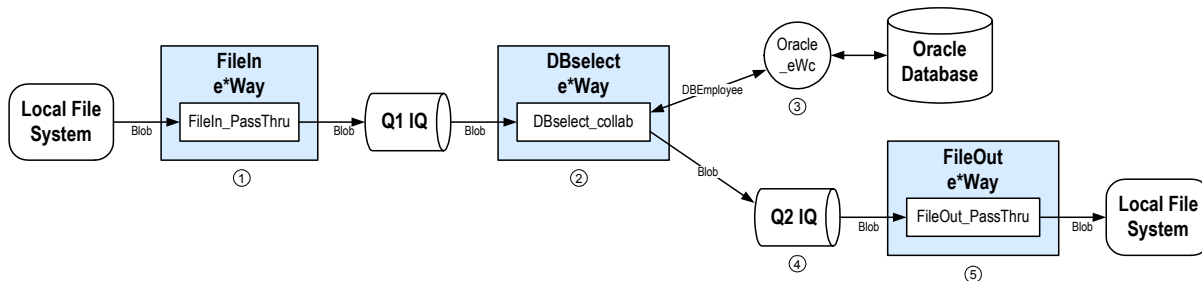 FileIn
e*Way
DBselect
e*Way
Oracle
_eWc
Oracle
Database
DBEmployee
③
Local File
System
Blob
FileIn_PassThru
Blob
Q1 IQ
Blob
DBselect_collab
①
②
Blob
FileOut
e*Way
Q2 IQ
Blob
FileOut_PassThru
Blob
Local File
System
④
⑤